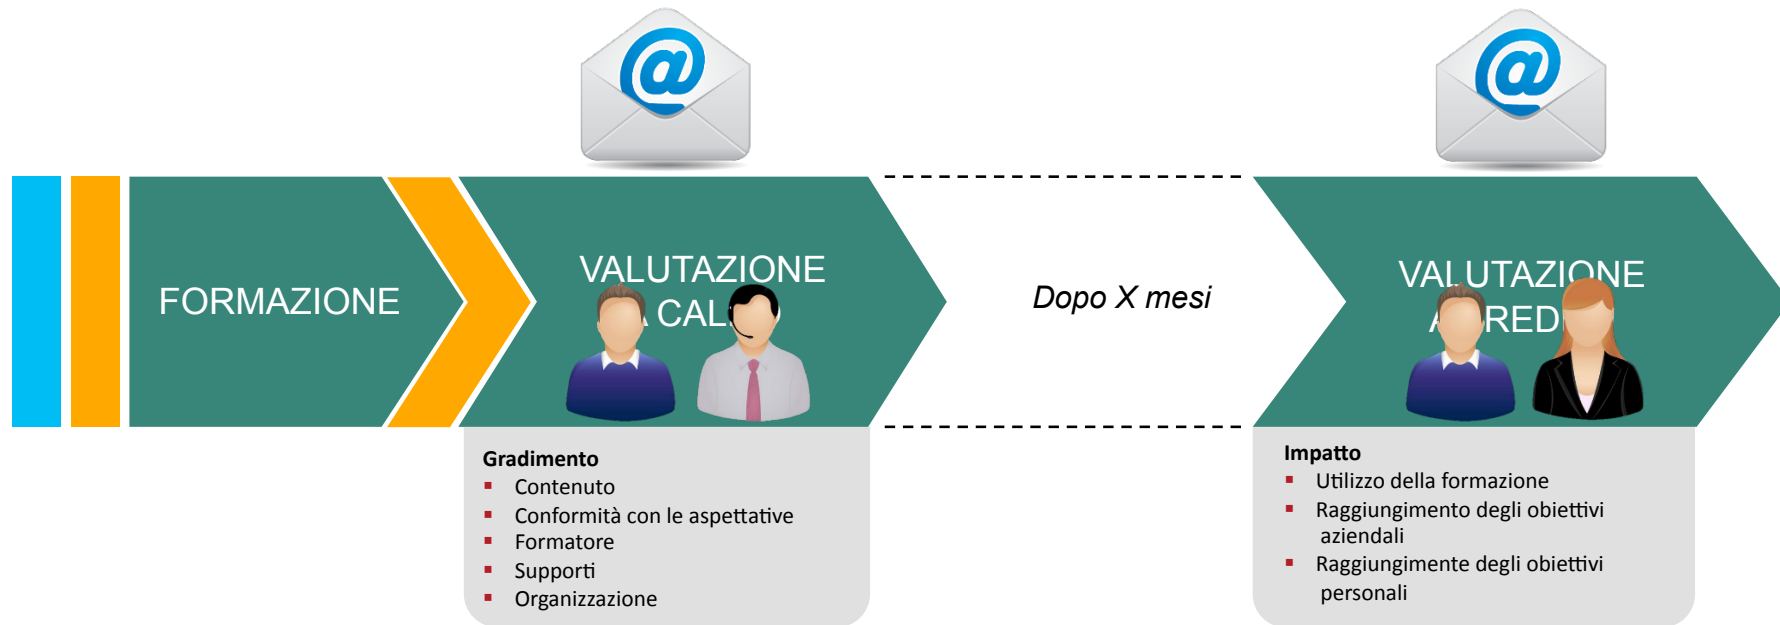 FORMAZIONE
VALUTAZIONE
A CAL
Dopo X mesi
VALUTAZIONE
A RED
Gradimento
▪ Contenuto
▪ Conformità con le aspettative
▪ Formatore
▪ Supporti
▪ Organizzazione
Impatto
▪ Utilizzo della formazione
▪ Raggiungimento degli obiettivi
aziendali
▪ Raggiungimente degli obiettivi
personali